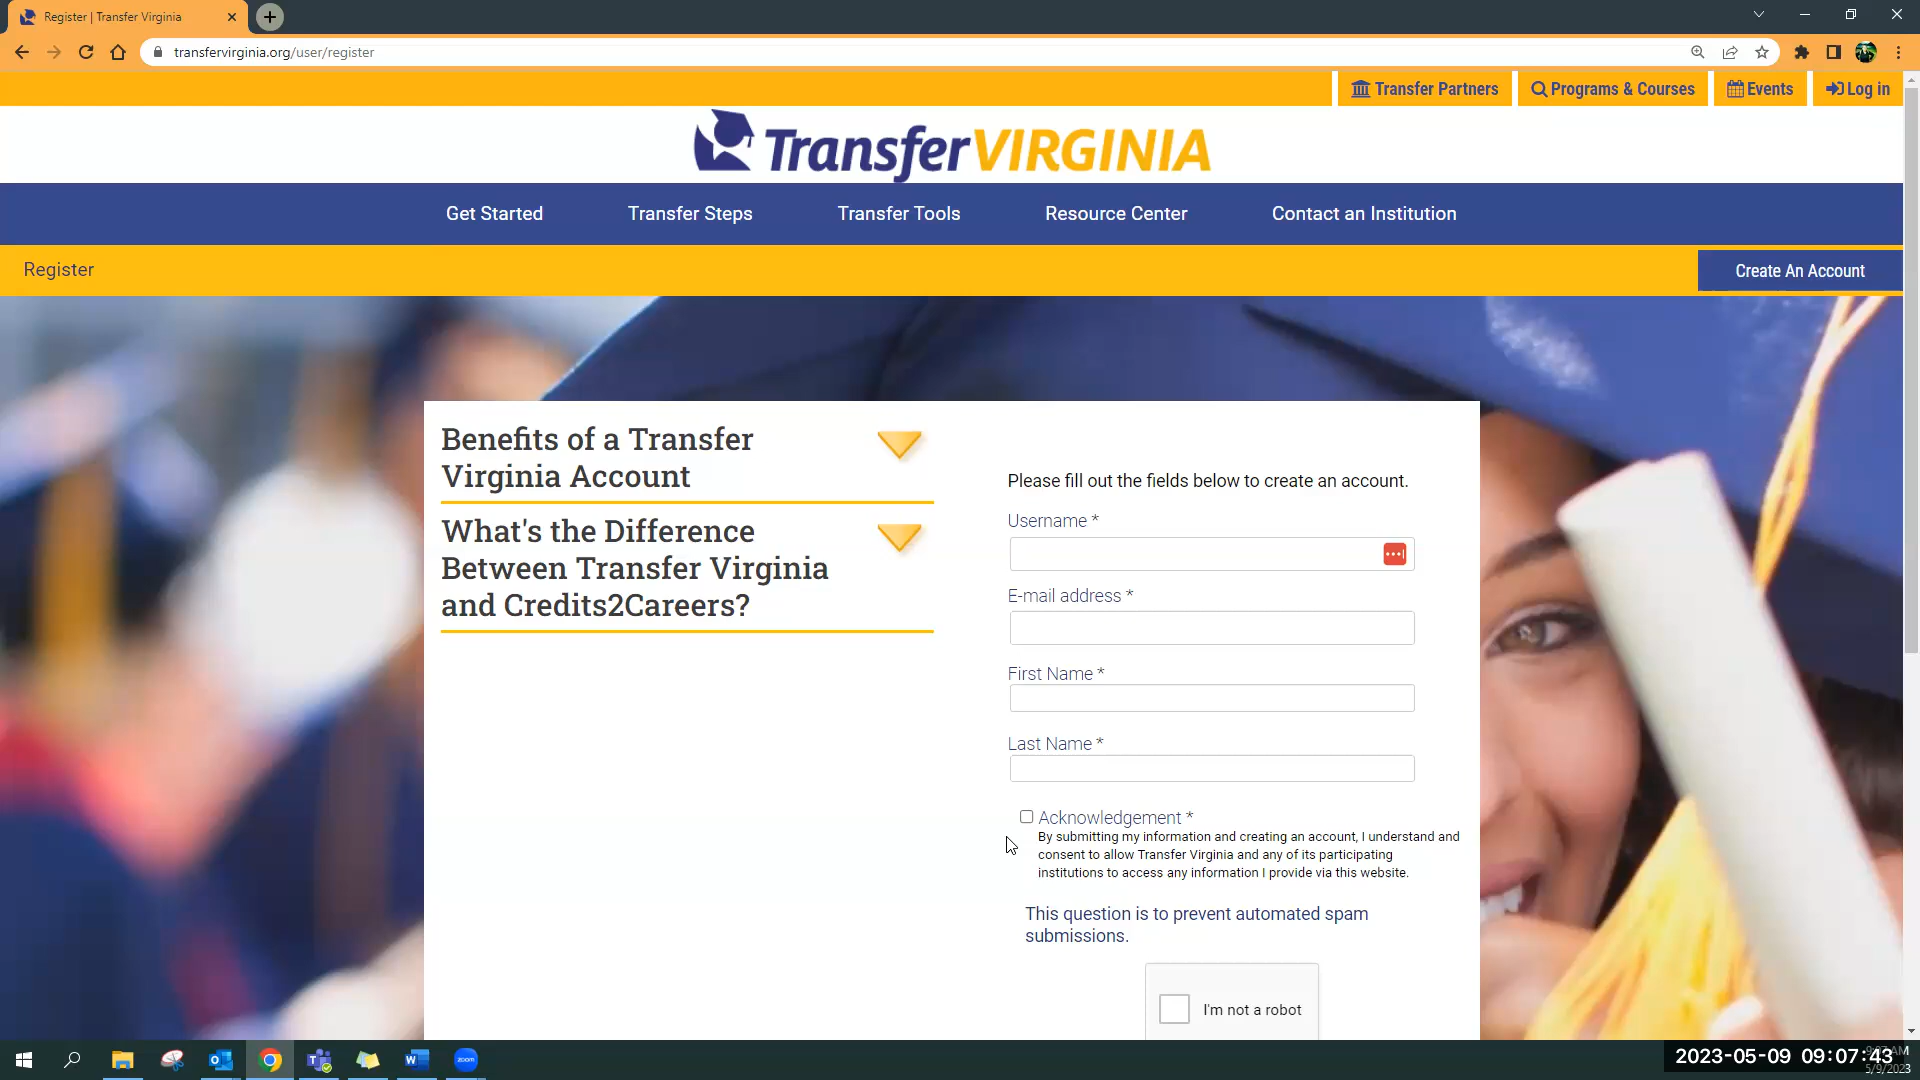 Register | Transfer Virginia
transfervirginia.org/user/register
Transfer Partners
Programs & Courses
Events
Log in
TransferVIRGINIA
Get Started
Transfer Steps
Transfer Tools
Resource Center
Contact an Institution
Register
Create An Account
Benefits of a Transfer
Virginia Account
What's the Difference
Between Transfer Virginia
and Credits2Careers?
Please fill out the fields below to create an account.
Username *
E-mail address *
First Name *
Last Name *
Acknowledgement *
By submitting my information and creating an account, I understand and
consent to allow Transfer Virginia and any of its participating
institutions to access any information I provide via this website.
This question is to prevent automated spam
submissions.
I'm not a robot
zoom
2023-05-09 09:07:43
5/9/2023